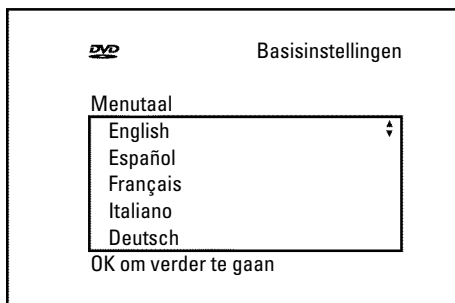 DVD Basisinstellingen
Menutaal
English
Español
Français
Italiano
Deutsch
OK om verder te gaan